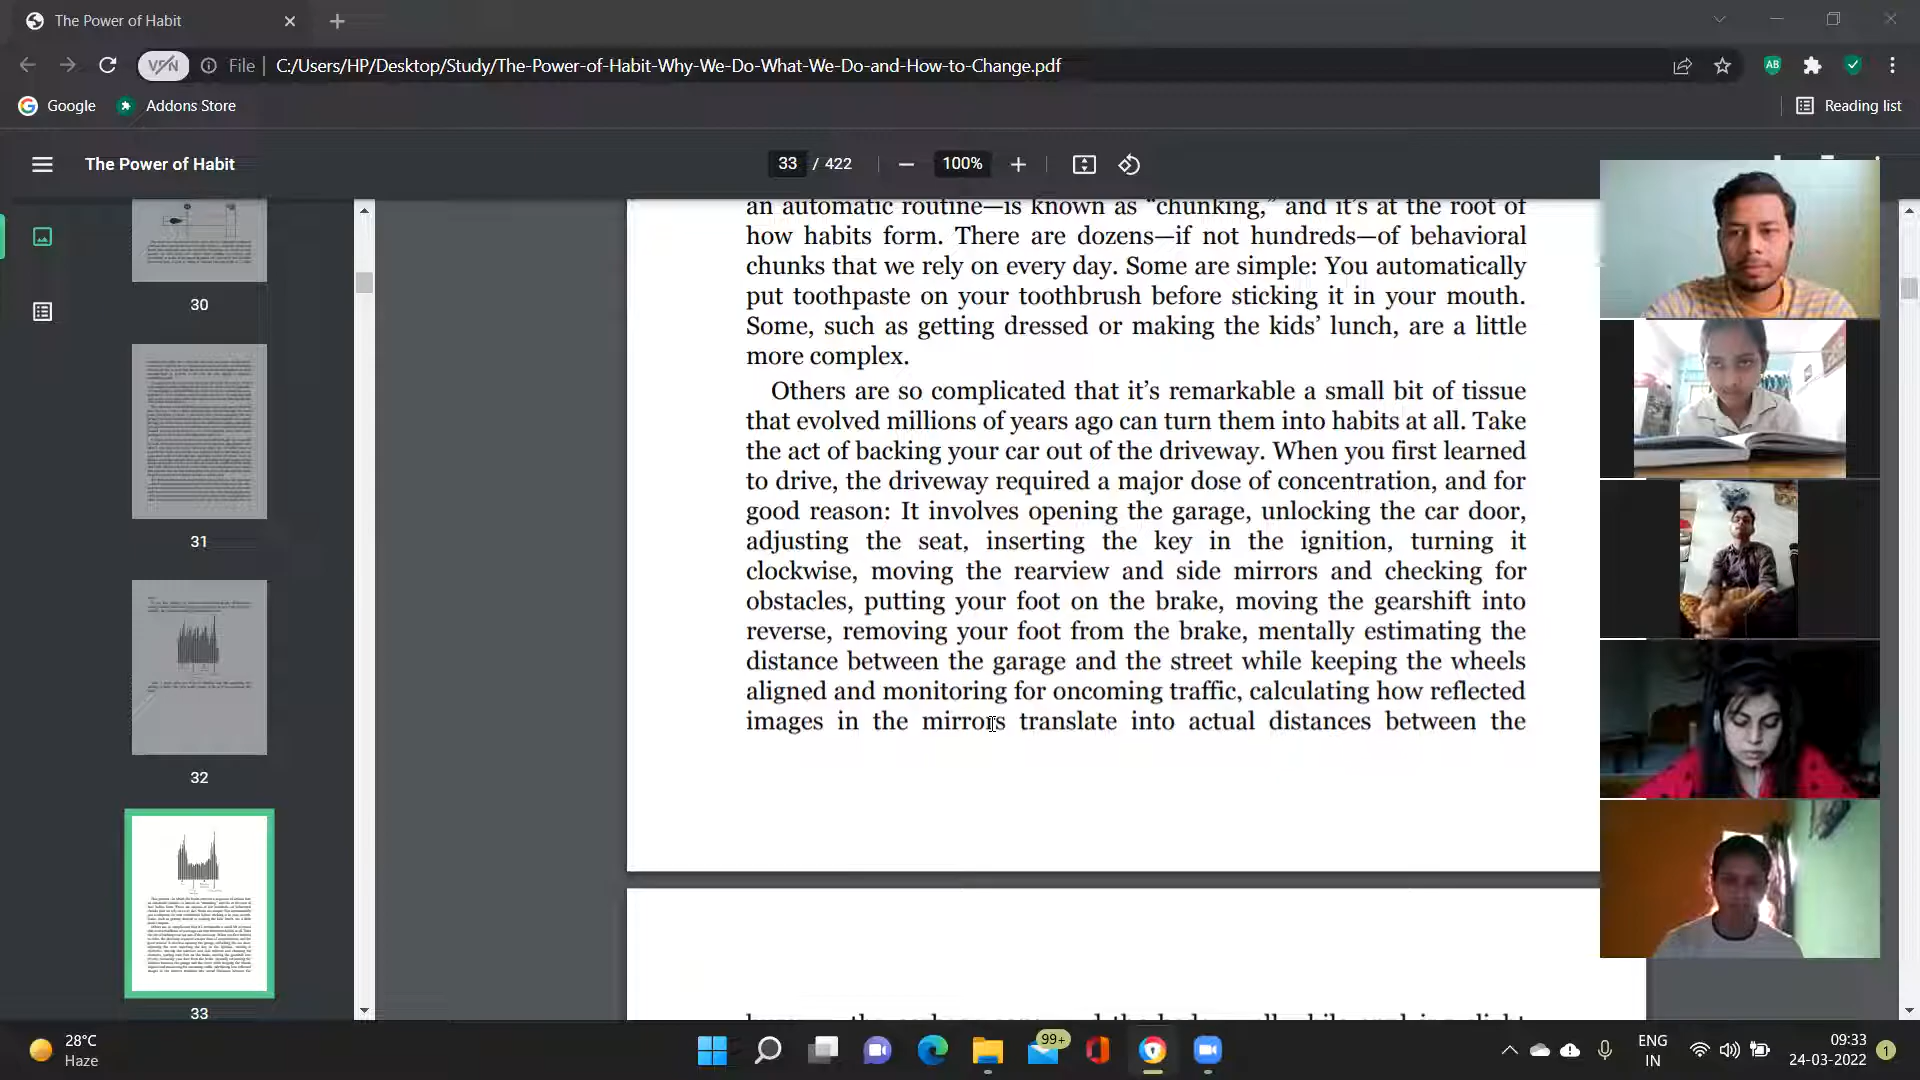 The Power of Habit
VPN
File
C:/Users/HP/Desktop/Study/The-Power-of-Habit-Why-We-Do-What-We-Do-and-How-to-Change.pdf
AB
Google
Addons Store
Reading list
The Power of Habit
33 / 422
100%
30
31
32
33
an automatic routine—is known as “chunking,” and it’s at the root of
how habits form. There are dozens—if not hundreds—of behavioral
chunks that we rely on every day. Some are simple: You automatically
put toothpaste on your toothbrush before sticking it in your mouth.
Some, such as getting dressed or making the kids’ lunch, are a little
more complex.
Others are so complicated that it’s remarkable a small bit of tissue
that evolved millions of years ago can turn them into habits at all. Take
the act of backing your car out of the driveway. When you first learned
to drive, the driveway required a major dose of concentration, and for
good reason: It involves opening the garage, unlocking the car door,
adjusting the seat, inserting the key in the ignition, turning it
clockwise, moving the rearview and side mirrors and checking for
obstacles, putting your foot on the brake, moving the gearshift into
reverse, removing your foot from the brake, mentally estimating the
distance between the garage and the street while keeping the wheels
aligned and monitoring for oncoming traffic, calculating how reflected
images in the mirrors translate into actual distances between the
28°C
Haze
99+
ENG
IN
09:33
24-03-2022
1